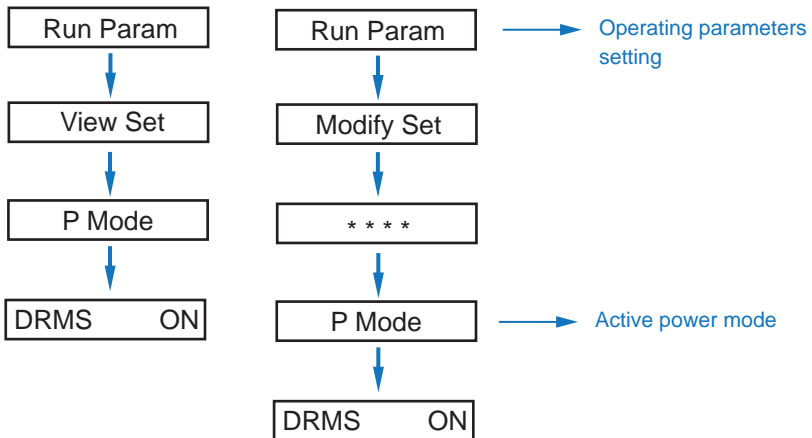 Run Param
View Set
P Mode
DRMS ON
Run Param
Operating parameters
setting
Modify Set
* * * *
P Mode
Active power mode
DRMS ON